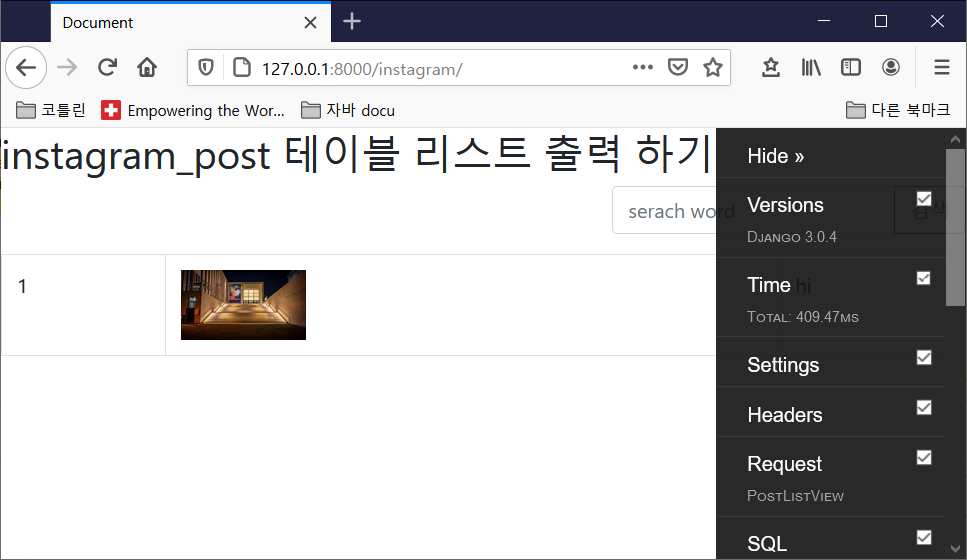 Document
127.0.0.1:8000/instagram/
코틀린
Empowering the Wor...
자바 docu
다른 북마크
instagram_post 테이블 리스트 출력 하기
serach word
검색
1
hi
Hide »
Versions
Django 3.0.4
Time
Total: 409.47ms
Settings
Headers
Request
PostListView
SQL